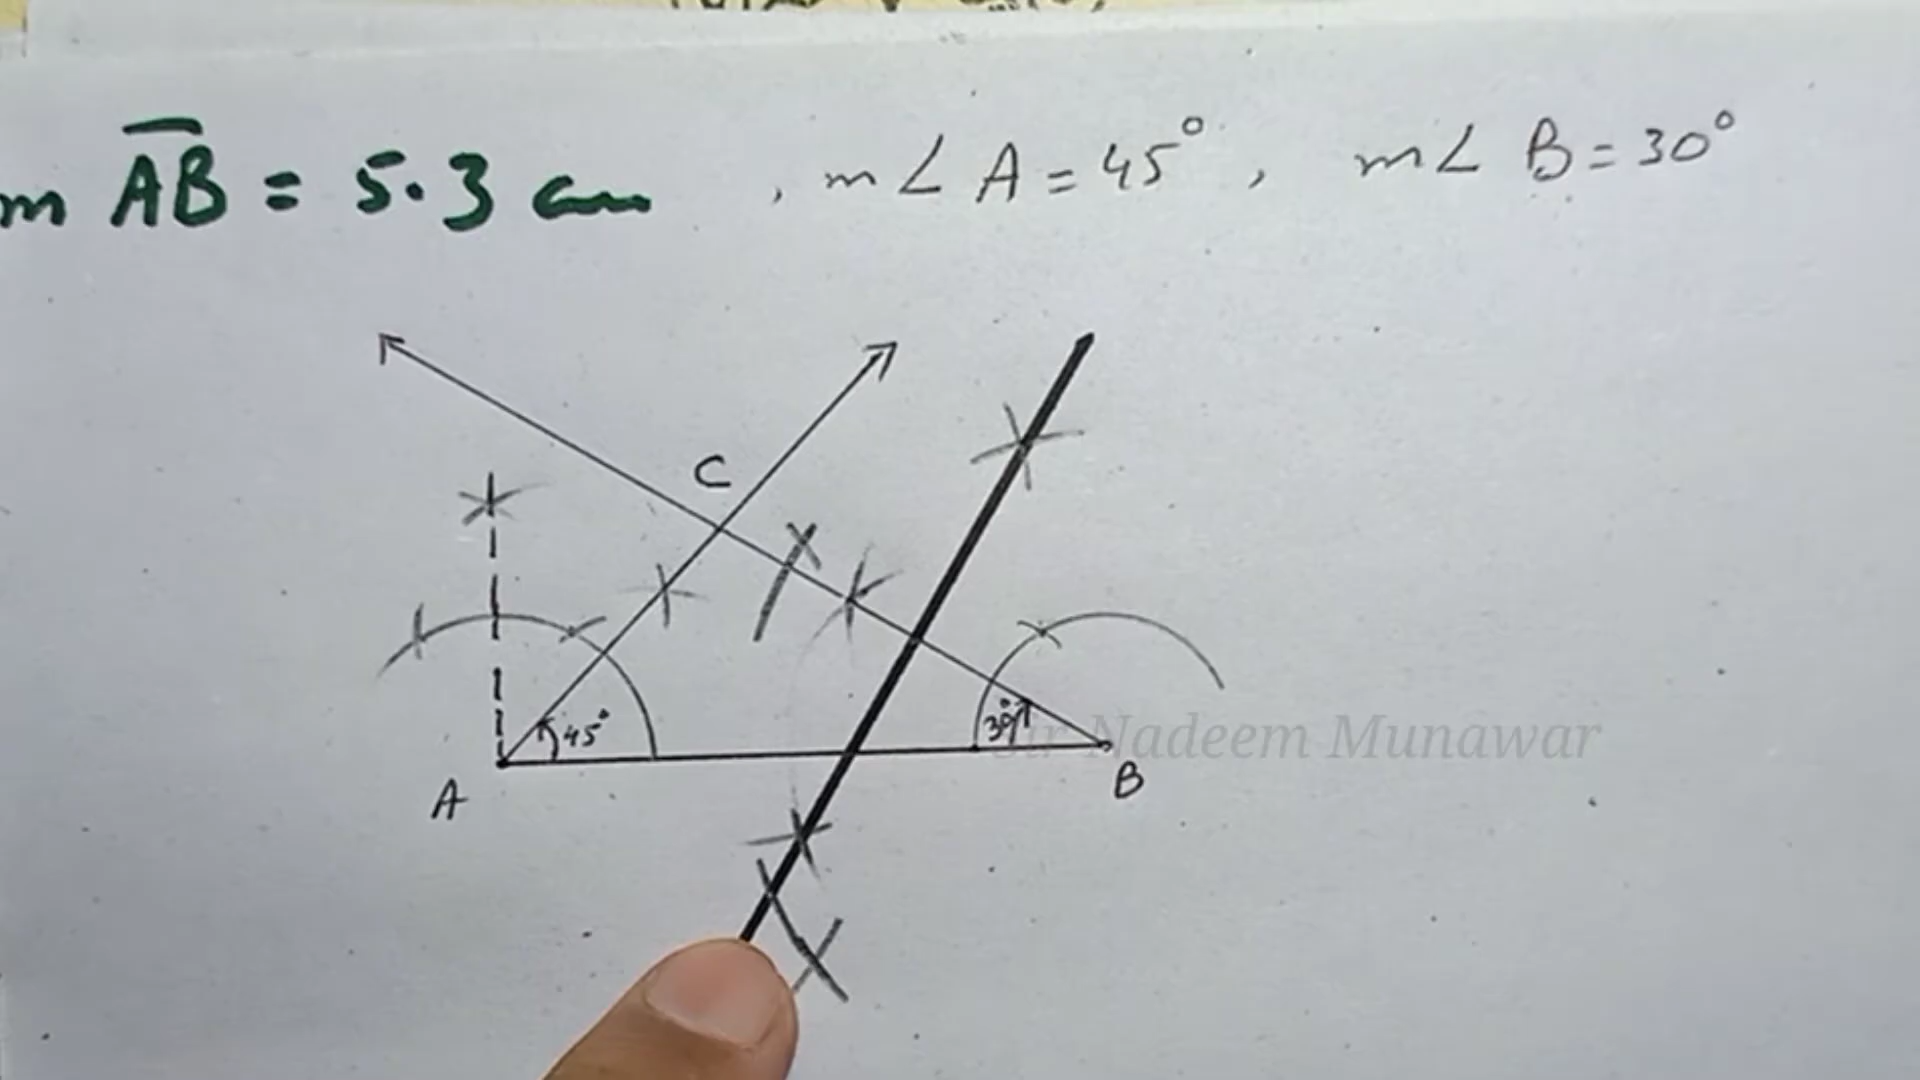 m AB = 5.3 cm , m∠A = 45° , m∠B = 30°
C
45°
30°
Sir Nadeem Munawar
A
B